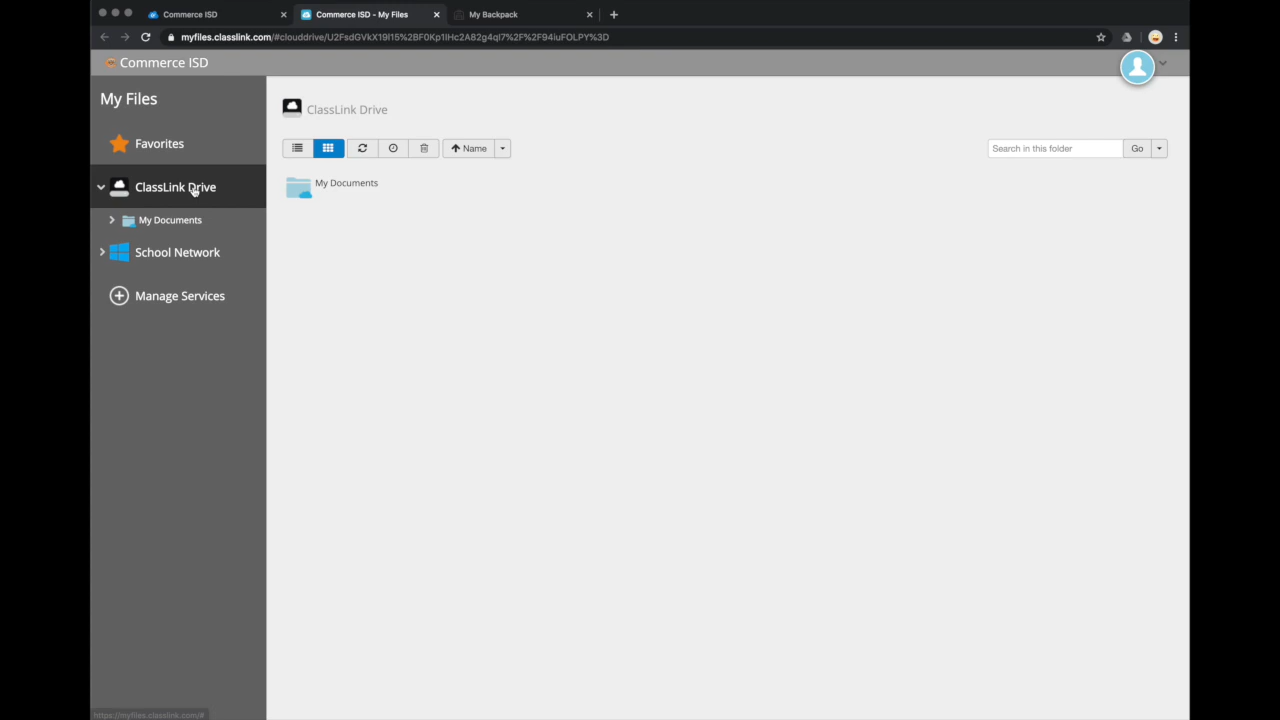 Commerce ISD
Commerce ISD - My Files
My Backpack
myfiles.classlink.com/#clouddrive/U2FsdGVkX19l15%2BF0Kp1IHc2A82g4ql7%2F%2F94iuFOLPY%3D
Commerce ISD
My Files
Favorites
ClassLink Drive
My Documents
School Network
Manage Services
ClassLink Drive
Name
Search in this folder
Go
My Documents
https://myfiles.classlink.com/#